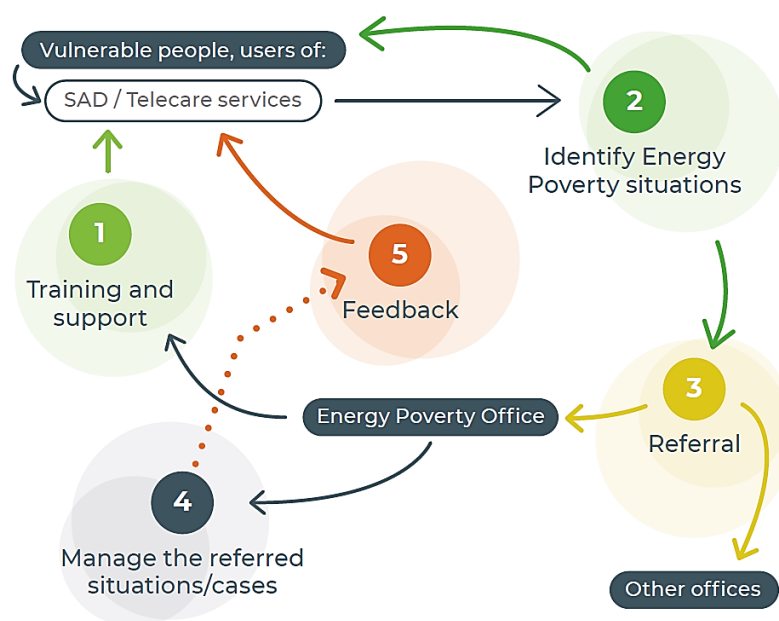 Vulnerable people, users of:
SAD / Telecare services
2
Identify Energy
Poverty situations
1
Training and
support
5
Feedback
3
Referral
Energy Poverty Office
4
Manage the referred
situations/cases
Other offices